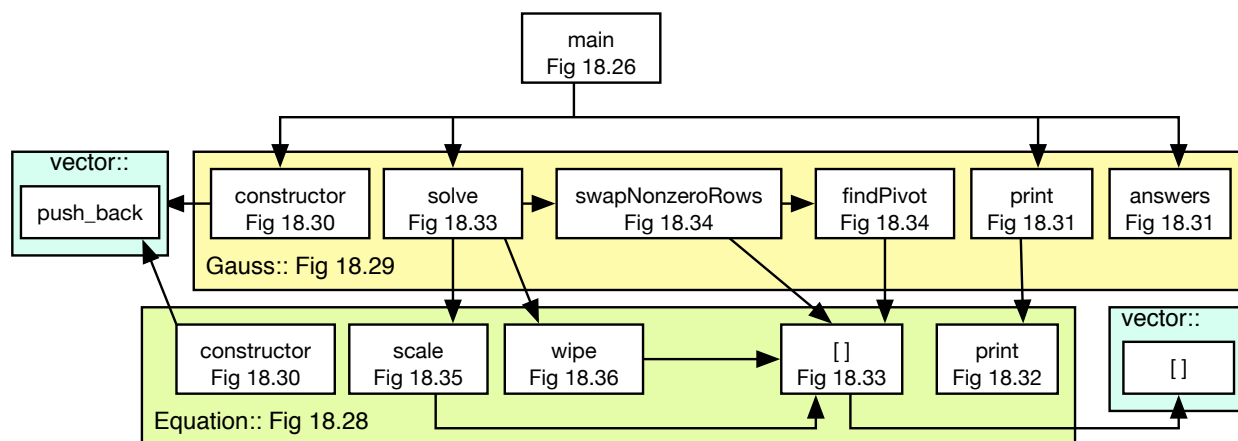 main
Fig 18.26
vector::
push_back
constructor
Fig 18.30
solve
Fig 18.33
swapNonzeroRows
Fig 18.34
findPivot
Fig 18.34
print
Fig 18.31
answers
Fig 18.31
Gauss:: Fig 18.29
constructor
Fig 18.30
scale
Fig 18.35
wipe
Fig 18.36
[ ]
Fig 18.33
print
Fig 18.32
Equation:: Fig 18.28
vector::
[ ]